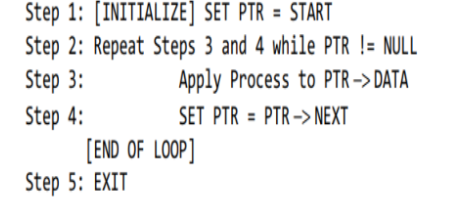 Step 1: [INITIALIZE] SET PTR = START
Step 2: Repeat Steps 3 and 4 while PTR != NULL
Step 3: Apply Process to PTR->DATA
Step 4: SET PTR = PTR->NEXT
[END OF LOOP]
Step 5: EXIT